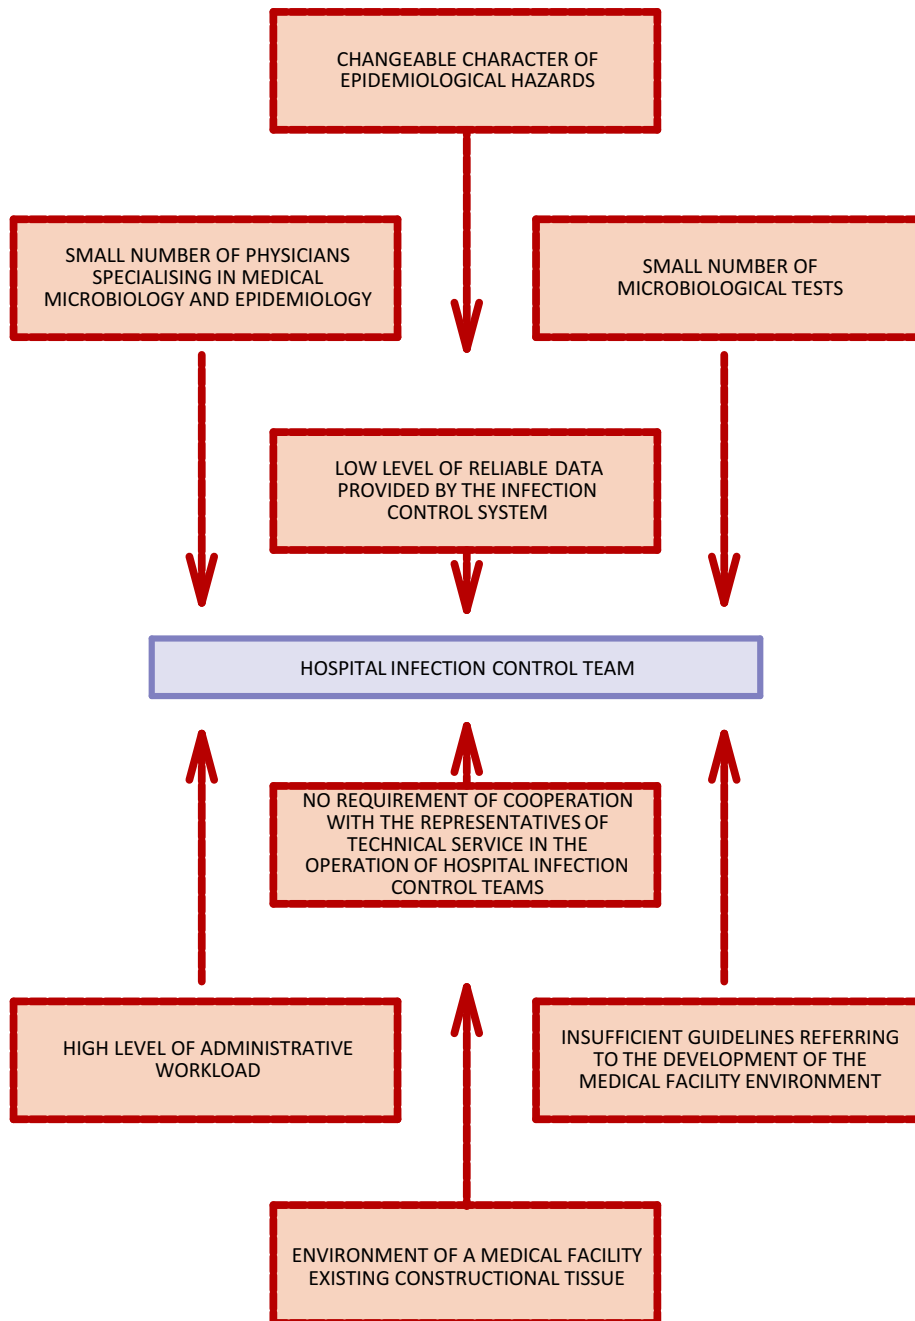 CHANGEABLE CHARACTER OF
EPIDEMIOLOGICAL HAZARDS
SMALL NUMBER OF PHYSICIANS
SPECIALISING IN MEDICAL
MICROBIOLOGY AND EPIDEMIOLOGY
SMALL NUMBER OF
MICROBIOLOGICAL TESTS
LOW LEVEL OF RELIABLE DATA
PROVIDED BY THE INFECTION
CONTROL SYSTEM
HOSPITAL INFECTION CONTROL TEAM
NO REQUIREMENT OF COOPERATION
WITH THE REPRESENTATIVES OF
TECHNICAL SERVICE IN THE
OPERATION OF HOSPITAL INFECTION
CONTROL TEAMS
HIGH LEVEL OF ADMINISTRATIVE
WORKLOAD
INSUFFICIENT GUIDELINES REFERRING
TO THE DEVELOPMENT OF THE
MEDICAL FACILITY ENVIRONMENT
ENVIRONMENT OF A MEDICAL FACILITY
EXISTING CONSTRUCTIONAL TISSUE